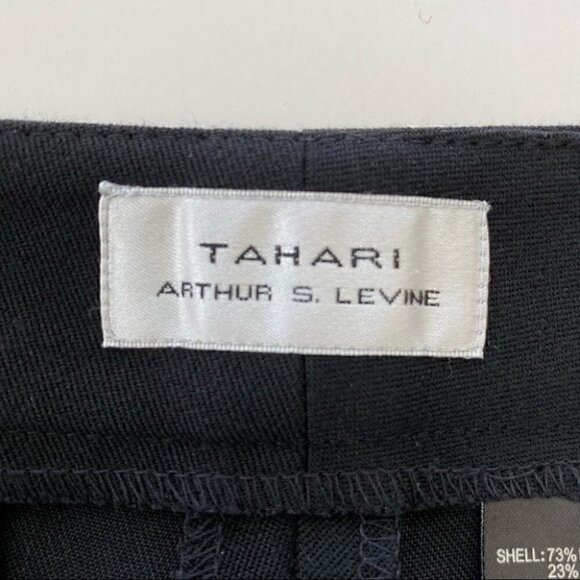 TAHARI
ARTHUR S. LEVINE
SHELL:73%
23%